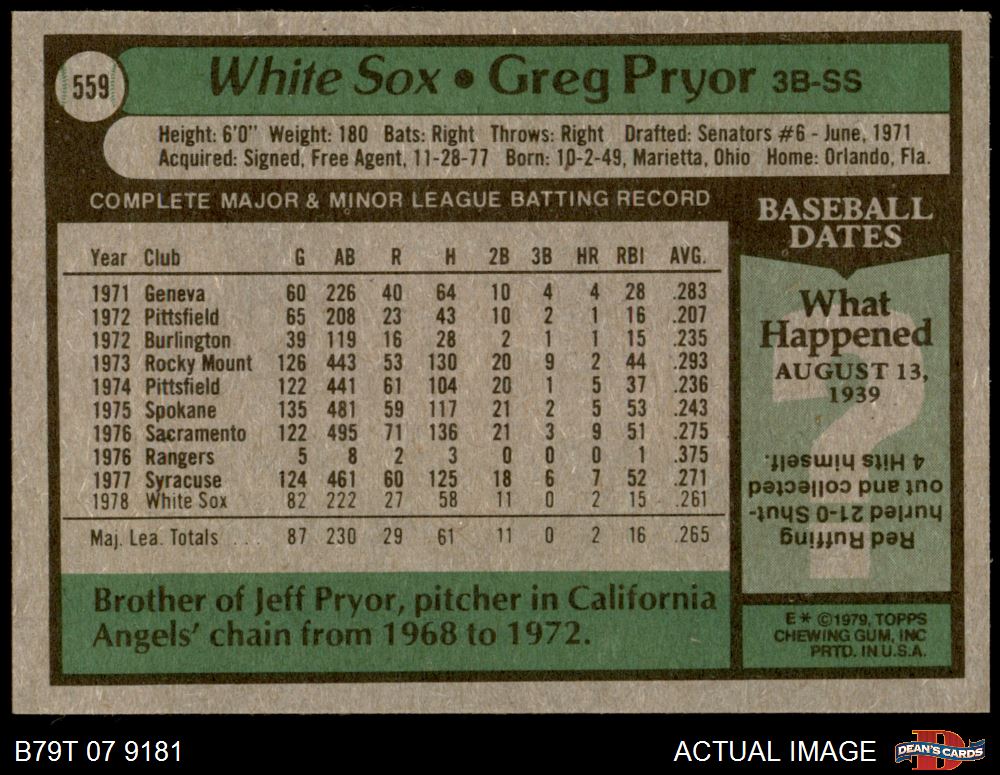 559
White Sox • Greg Pryor 3B-SS
Height: 6'0" Weight: 180 Bats: Right Throws: Right Drafted: Senators #6 - June, 1971
Acquired: Signed, Free Agent, 11-28-77 Born: 10-2-49, Marietta, Ohio Home: Orlando, Fla.
COMPLETE MAJOR & MINOR LEAGUE BATTING RECORD
Year Club G AB R H 2B 3B HR RBI AVG.
1971 Geneva 60 226 40 64 10 4 4 28 .283
1972 Pittsfield 65 208 23 43 10 2 1 16 .207
1972 Burlington 39 119 16 28 2 1 1 15 .235
1973 Rocky Mount 126 443 53 130 20 9 2 44 .293
1974 Pittsfield 122 441 61 104 20 1 5 37 .236
1975 Spokane 135 481 59 117 21 2 5 53 .243
1976 Sacramento 122 495 71 136 21 3 9 51 .275
1976 Rangers 5 8 2 3 0 0 0 1 .375
1977 Syracuse 124 461 60 125 18 6 7 52 .271
1978 White Sox 82 222 27 58 11 0 2 15 .261
Maj. Lea. Totals ... 87 230 29 61 11 0 2 16 .265
Brother of Jeff Pryor, pitcher in California
Angels' chain from 1968 to 1972.
BASEBALL
DATES
What
Happened
AUGUST 13,
1939
?
Red Ruffing
hurled 21-0 Shut-
out and collected
4 Hits himself.
E* ©1979, TOPPS
CHEWING GUM, INC
PRTD. IN U.S.A.
B79T 07 9181
ACTUAL IMAGE
D
DEAN'S CARDS